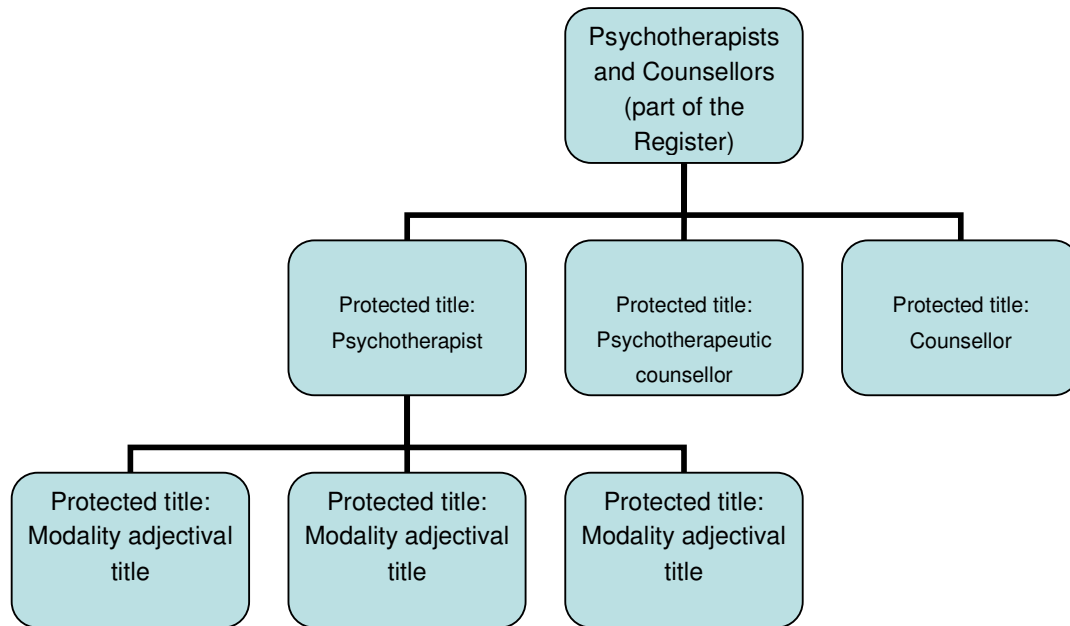 Psychotherapists
and Counsellors
(part of the
Register)
Protected title:
Psychotherapist
Protected title:
Psychotherapeutic
counsellor
Protected title:
Counsellor
Protected title:
Modality adjectival
title
Protected title:
Modality adjectival
title
Protected title:
Modality adjectival
title